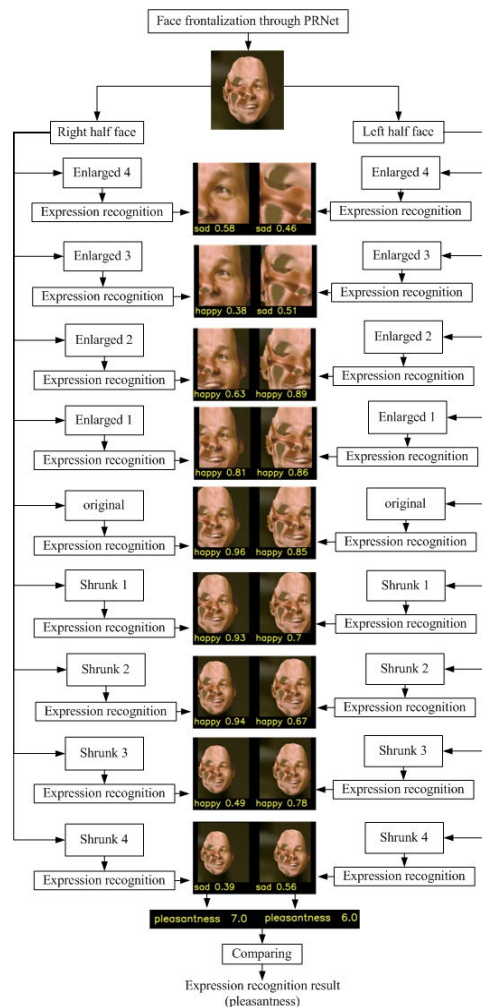 Face frontalization through PRNet
Right half face
Left half face
Enlarged 4
Enlarged 4
Expression recognition
Expression recognition
sad 0.58
sad 0.46
Enlarged 3
Enlarged 3
Expression recognition
Expression recognition
happy 0.38
sad 0.51
Enlarged 2
Enlarged 2
Expression recognition
Expression recognition
happy 0.63
happy 0.89
Enlarged 1
Enlarged 1
Expression recognition
Expression recognition
happy 0.81
happy 0.86
original
original
Expression recognition
Expression recognition
happy 0.96
happy 0.85
Shrunk 1
Shrunk 1
Expression recognition
Expression recognition
happy 0.93
happy 0.7
Shrunk 2
Shrunk 2
Expression recognition
Expression recognition
happy 0.94
happy 0.67
Shrunk 3
Shrunk 3
Expression recognition
Expression recognition
happy 0.49
happy 0.78
Shrunk 4
Shrunk 4
Expression recognition
Expression recognition
sad 0.39
sad 0.56
pleasantness 7.0
pleasantness 6.0
Comparing
Expression recognition result
(pleasantness)